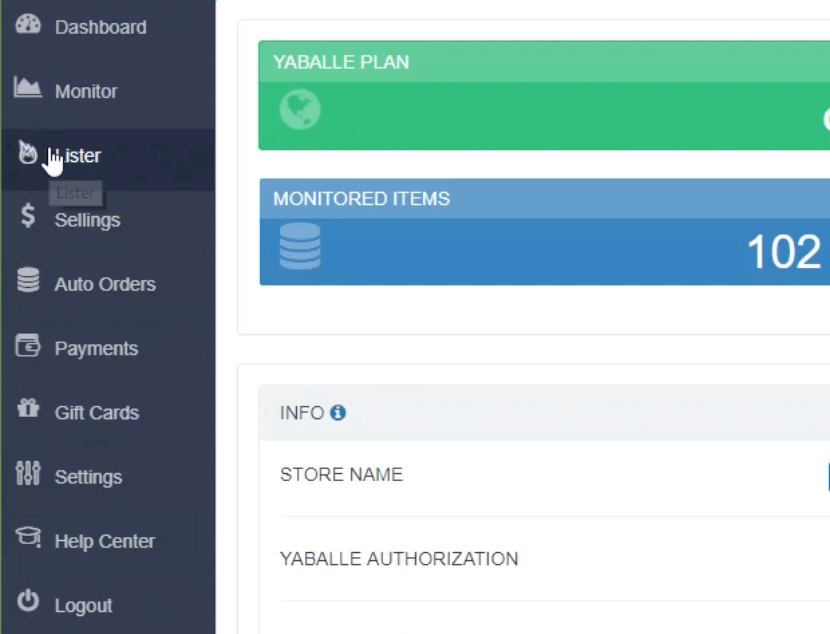 Dashboard
Monitor
Lister
Lister
Sellings
Auto Orders
Payments
Gift Cards
Settings
Help Center
Logout
YABALLE PLAN
MONITORED ITEMS
102
INFO
STORE NAME
YABALLE AUTHORIZATION